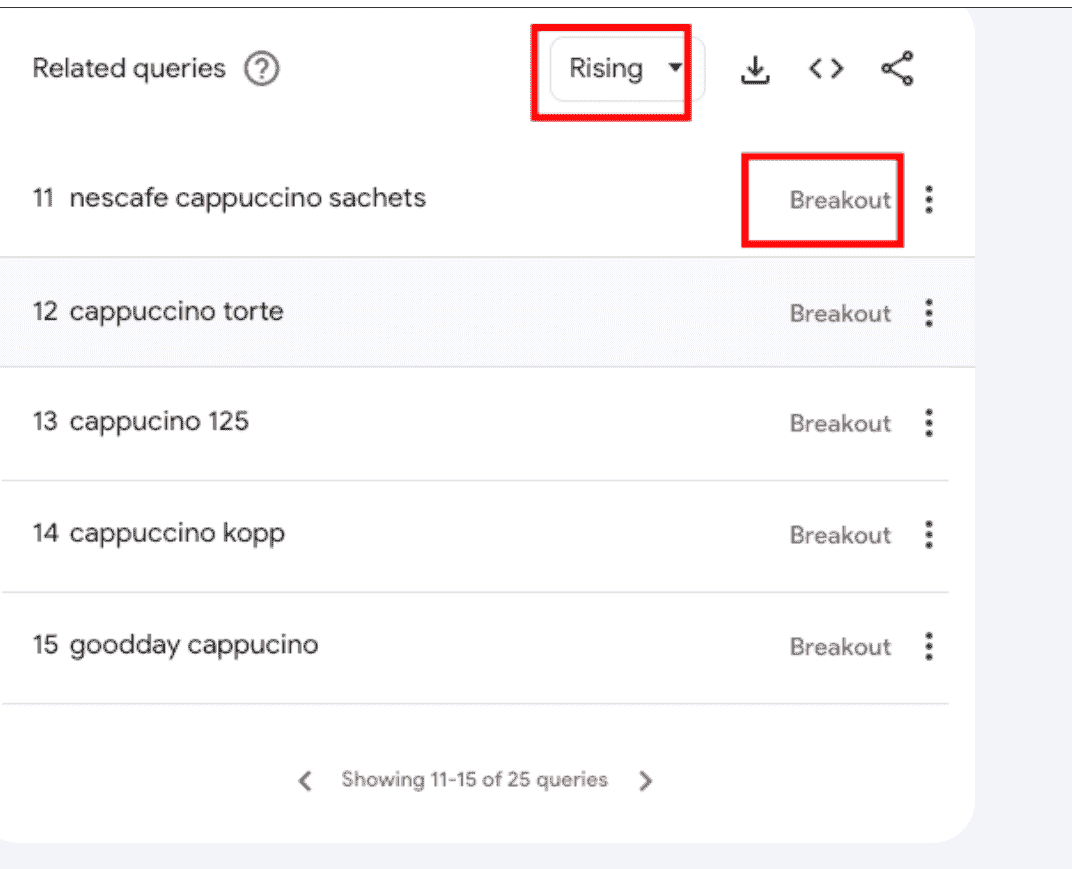 Related queries
Rising
11 nescafe cappuccino sachets Breakout
12 cappuccino torte Breakout
13 cappucino 125 Breakout
14 cappuccino kopp Breakout
15 goodday cappucino Breakout
Showing 11-15 of 25 queries